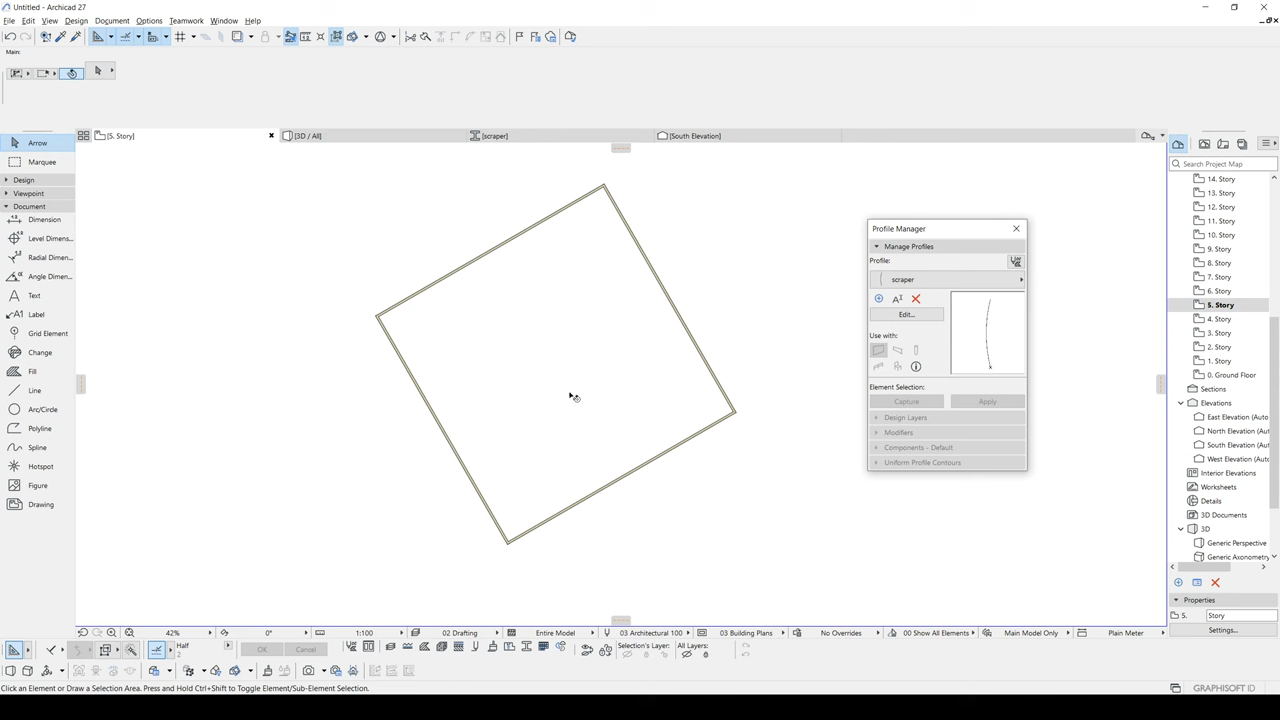 Untitled - Archicad 27
File Edit View Design Document Options Teamwork Window Help
Main:
[5. Story]
[3D / All]
[scraper]
[South Elevation]
Arrow
Marquee
Design
Viewpoint
Document
Dimension
Level Dimens...
Radial Dimen...
Angle Dimen...
Text
Label
Grid Element
Change
Fill
Line
Arc/Circle
Polyline
Spline
Hotspot
Figure
Drawing
Profile Manager
Manage Profiles
Profile:
scraper
Edit...
Use with:
Element Selection:
Capture Apply
Design Layers
Modifiers
Components - Default
Uniform Profile Contours
Search Project Map
14. Story
13. Story
12. Story
11. Story
10. Story
9. Story
8. Story
7. Story
6. Story
5. Story
4. Story
3. Story
2. Story
1. Story
0. Ground Floor
Sections
Elevations
East Elevation (Auto
North Elevation (Aut
South Elevation (Aut
West Elevation (Aut
Interior Elevations
Worksheets
Details
3D Documents
3D
Generic Perspective
Generic Axonometry
Properties
5. Story
Settings...
42% 0° 1:100 02 Drafting Entire Model 03 Architectural 100 03 Building Plans No Overrides 00 Show All Elements Main Model Only Plain Meter
Half
2
OK Cancel
Selection's Layer: All Layers:
Click an Element or Draw a Selection Area. Press and Hold Ctrl+Shift to Toggle Element/Sub-Element Selection.
GRAPHISOFT ID